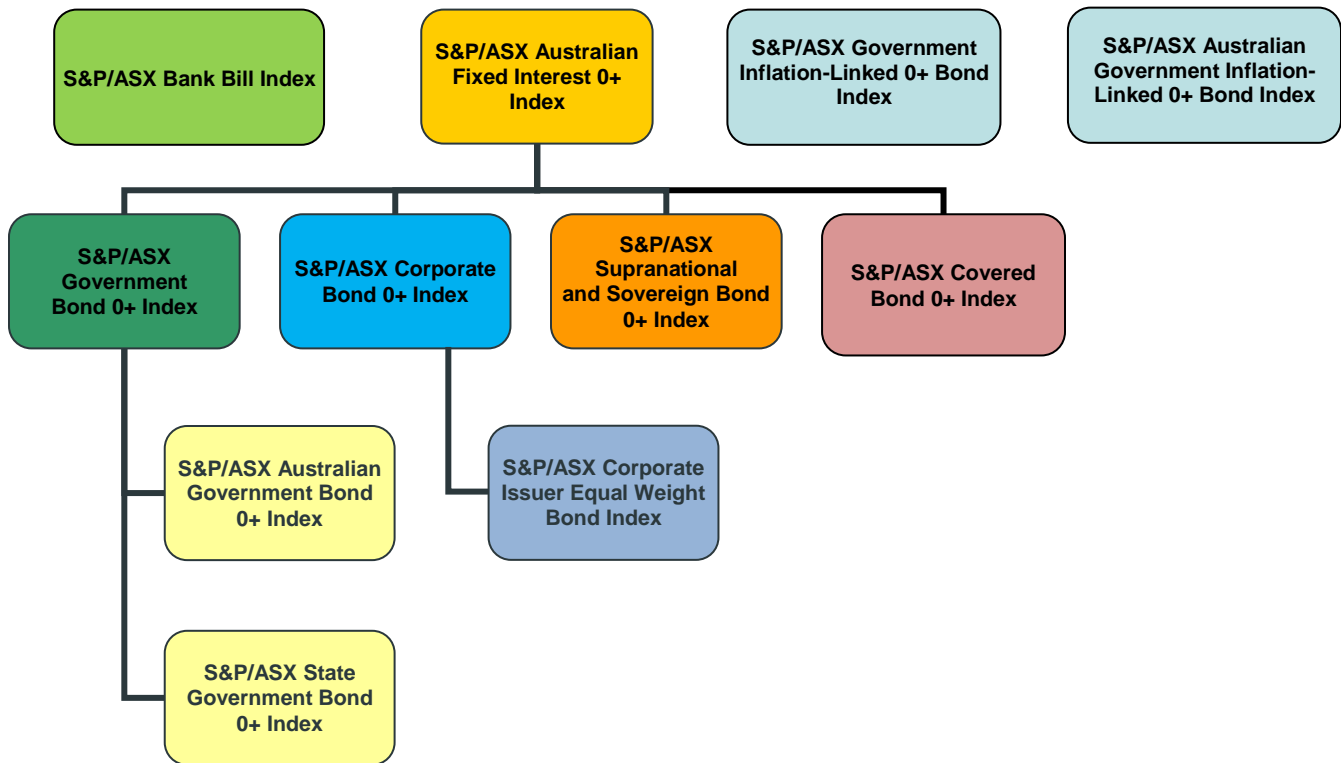 S&P/ASX Bank Bill Index
S&P/ASX Australian
Fixed Interest 0+
Index
S&P/ASX Government
Inflation-Linked 0+ Bond
Index
S&P/ASX Australian
Government Inflation-
Linked 0+ Bond Index
S&P/ASX
Government
Bond 0+ Index
S&P/ASX Corporate
Bond 0+ Index
S&P/ASX
Supranational
and Sovereign Bond
0+ Index
S&P/ASX Covered
Bond 0+ Index
S&P/ASX Australian
Government Bond
0+ Index
S&P/ASX Corporate
Issuer Equal Weight
Bond Index
S&P/ASX State
Government Bond
0+ Index